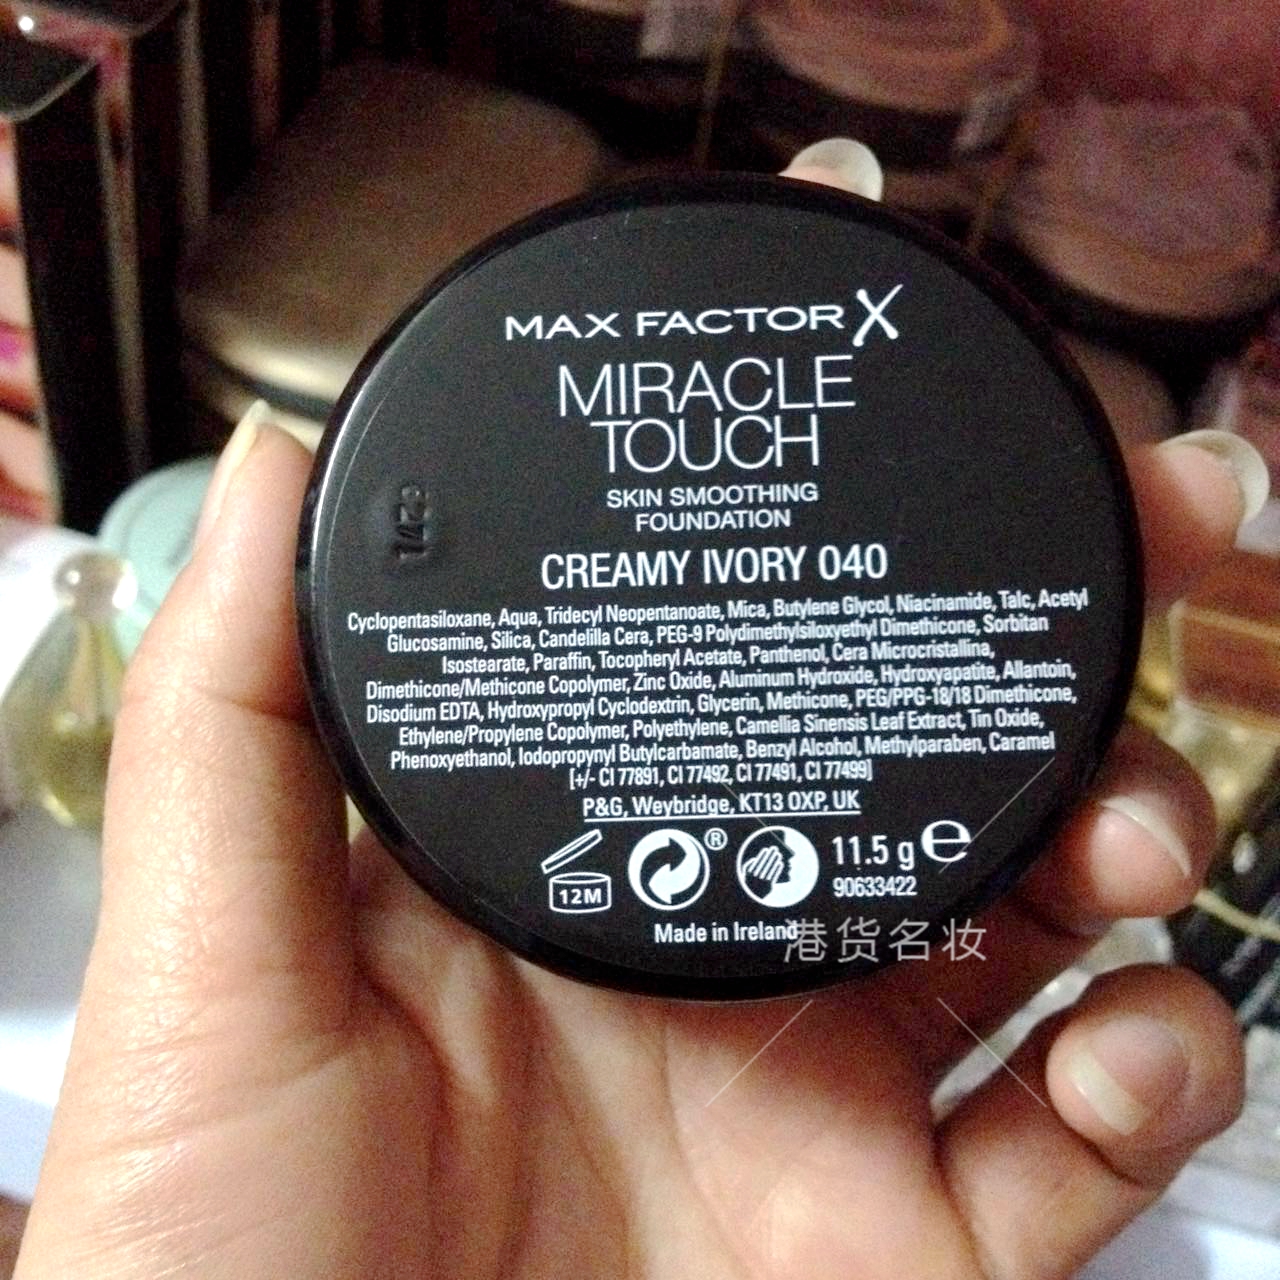 MAX FACTOR X
MIRACLE
TOUCH
SKIN SMOOTHING
FOUNDATION
CREAMY IVORY 040
Cyclopentasiloxane, Aqua, Tridecyl Neopentanoate, Mica, Butylene Glycol, Niacinamide, Talc, Acetyl
Glucosamine, Silica, Candelilla Cera, PEG-9 Polydimethylsiloxyethyl Dimethicone, Sorbitan
Isostearate, Paraffin, Tocopheryl Acetate, Panthenol, Cera Microcristallina,
Dimethicone/Methicone Copolymer, Zinc Oxide, Aluminum Hydroxide, Hydroxyapatite, Allantoin,
Disodium EDTA, Hydroxypropyl Cyclodextrin, Glycerin, Methicone, PEG/PPG-18/18 Dimethicone,
Ethylene/Propylene Copolymer, Polyethylene, Camellia Sinensis Leaf Extract, Tin Oxide,
Phenoxyethanol, Iodopropynyl Butylcarbamate, Benzyl Alcohol, Methylparaben, Caramel
[+/- CI 77891, CI 77492, CI 77491, CI 77499]
P&G, Weybridge, KT13 0XP, UK
12M ® 11.5 g e
90633422
Made in Ireland
港货名妆